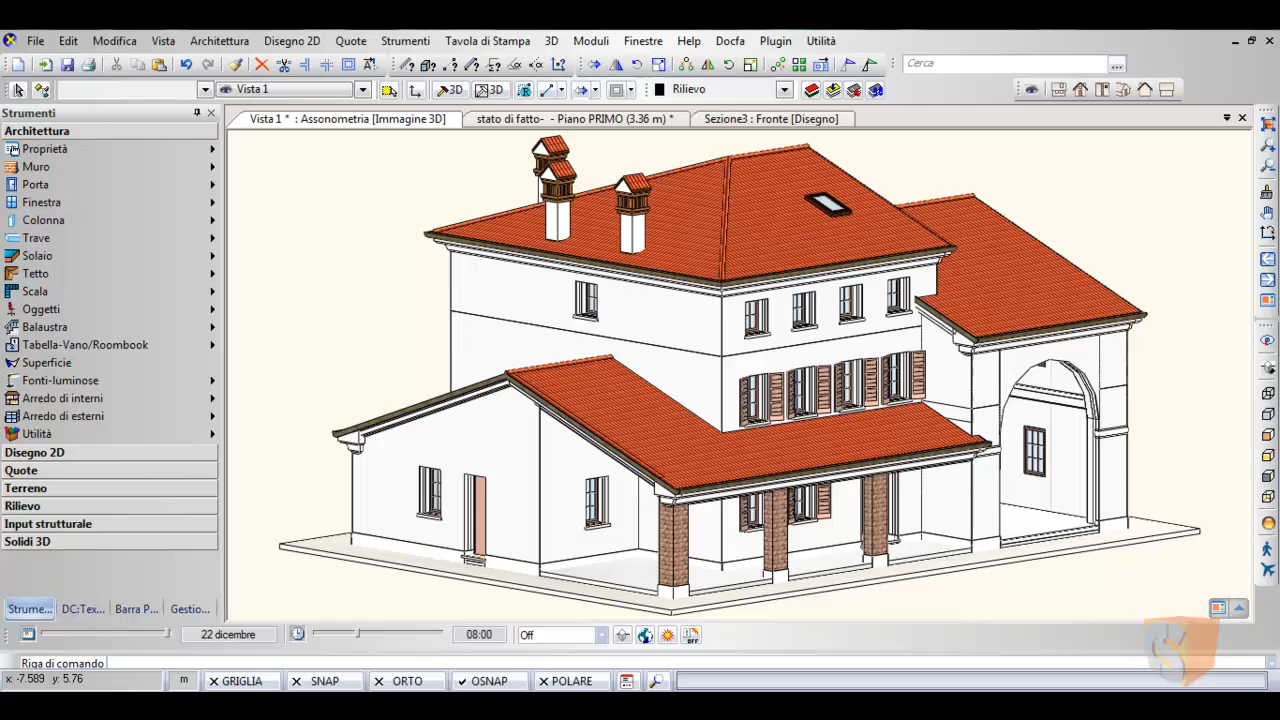 File Edit Modifica Vista Architettura Disegno 2D Quote Strumenti Tavola di Stampa 3D Moduli Finestre Help Docfa Plugin Utilità
Cerca ...
Vista 1 3D 3D Rilievo
Strumenti
Vista 1 * : Assonometria [Immagine 3D] stato di fatto- - Piano PRIMO (3.36 m) * Sezione3 : Fronte [Disegno]
Architettura
Proprietà
Muro
Porta
Finestra
Colonna
Trave
Solaio
Tetto
Scala
Oggetti
Balaustra
Tabella-Vano/Roombook
Superficie
Fonti-luminose
Arredo di interni
Arredo di esterni
Utilità
Disegno 2D
Quote
Terreno
Rilievo
Input strutturale
Solidi 3D
Strume... DC:Tex... Barra P... Gestio...
22 dicembre 08:00 Off OFF
Riga di comando
x: -7.589 y: 5.76 m GRIGLIA SNAP ORTO OSNAP POLARE